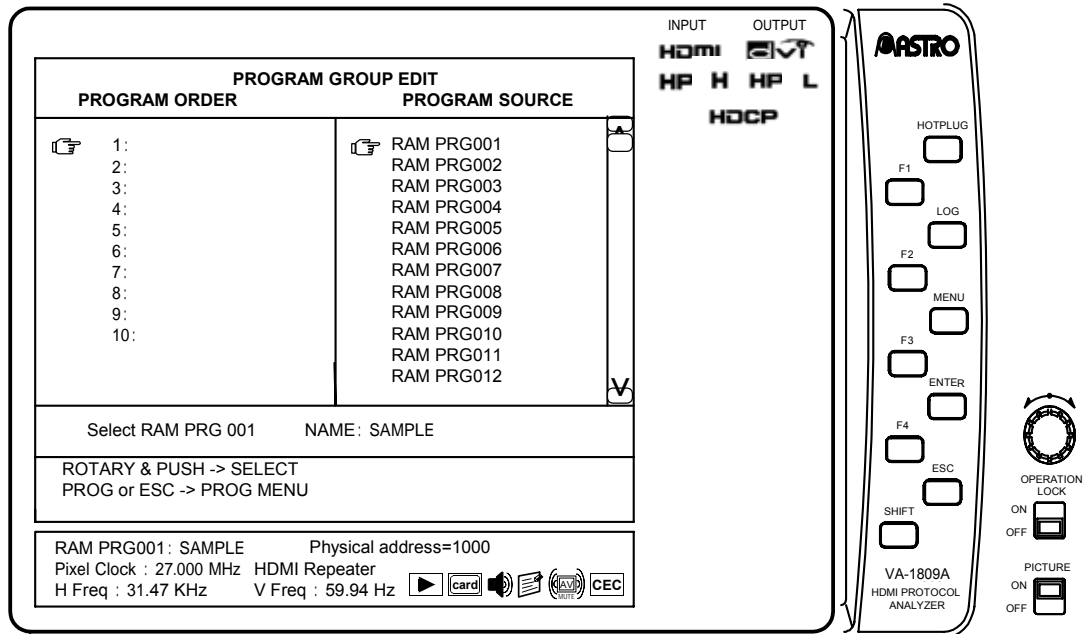 INPUT OUTPUT
HDMI DVI
HP H HP L
HDCP
PROGRAM GROUP EDIT
PROGRAM ORDER PROGRAM SOURCE
1: RAM PRG001
2: RAM PRG002
3: RAM PRG003
4: RAM PRG004
5: RAM PRG005
6: RAM PRG006
7: RAM PRG007
8: RAM PRG008
9: RAM PRG009
10: RAM PRG010
RAM PRG011
RAM PRG012
Select RAM PRG 001 NAME: SAMPLE
ROTARY & PUSH -> SELECT
PROG or ESC -> PROG MENU
RAM PRG001: SAMPLE Physical address=1000
Pixel Clock : 27.000 MHz HDMI Repeater
H Freq : 31.47 KHz V Freq : 59.94 Hz card AV MUTE CEC
ASTRO
HOTPLUG
F1
LOG
F2
MENU
F3
ENTER
F4
ESC
SHIFT
VA-1809A
HDMI PROTOCOL
ANALYZER
OPERATION
LOCK
ON
OFF
PICTURE
ON
OFF